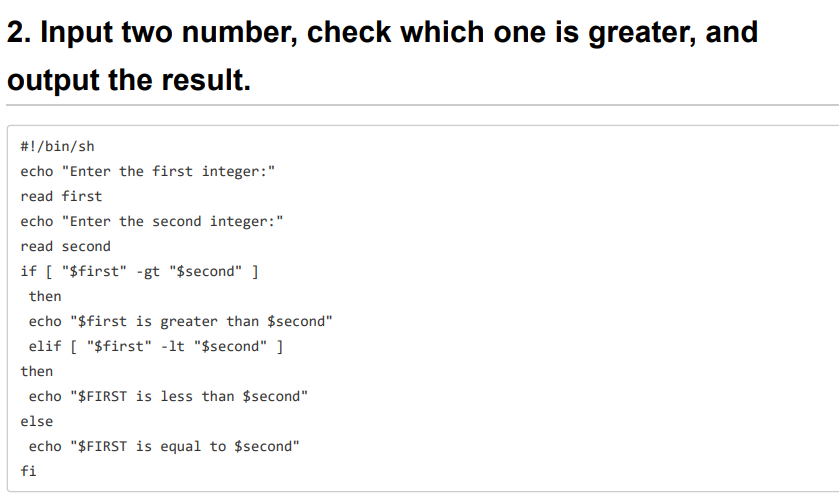 2. Input two number, check which one is greater, and
output the result.
#!/bin/sh
echo "Enter the first integer:"
read first
echo "Enter the second integer:"
read second
if [ "$first" -gt "$second" ]
then
echo "$first is greater than $second"
elif [ "$first" -lt "$second" ]
then
echo "$FIRST is less than $second"
else
echo "$FIRST is equal to $second"
fi